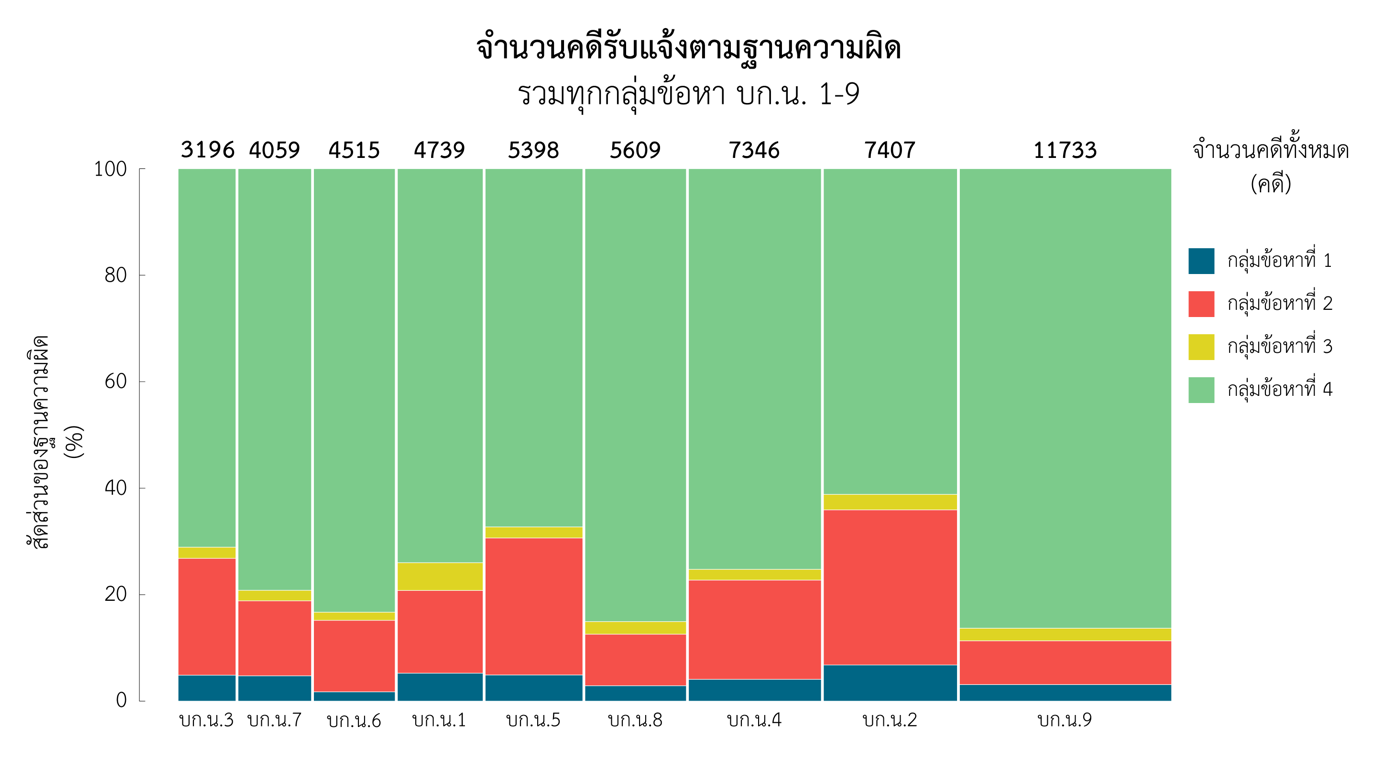 จำนวนคดีรับแจ้งตามฐานความผิด
รวมทุกกลุ่มข้อหา บก.น. 1-9
3196 4059 4515 4739 5398 5609 7346 7407 11733
จำนวนคดีทั้งหมด
(คดี)
100
80
60
40
20
0
สัดส่วนของฐานความผิด
(%)
กลุ่มข้อหาที่ 1
กลุ่มข้อหาที่ 2
กลุ่มข้อหาที่ 3
กลุ่มข้อหาที่ 4
บก.น.3 บก.น.7 บก.น.6 บก.น.1 บก.น.5 บก.น.8 บก.น.4 บก.น.2 บก.น.9